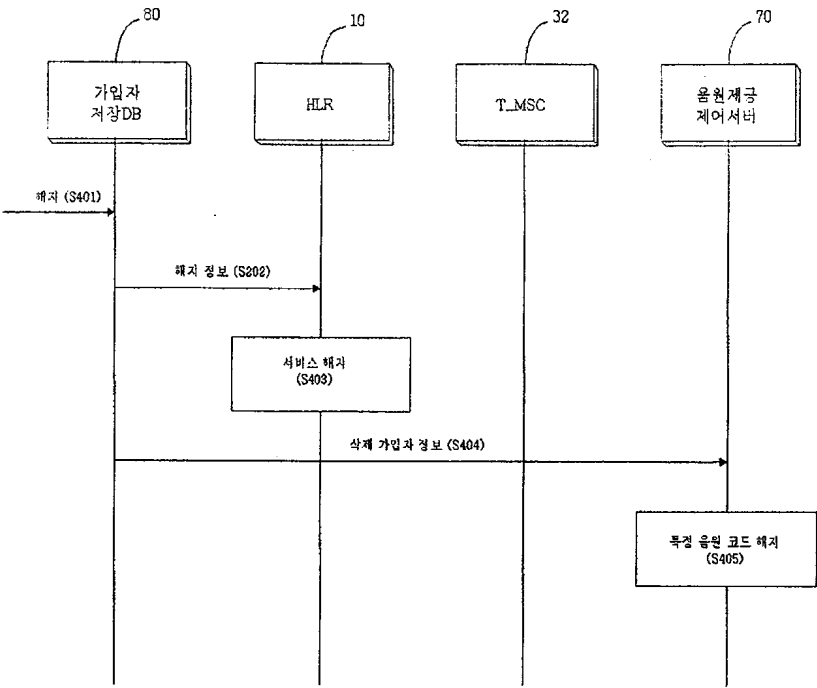 80
10
32
70
가입자
저장DB
HLR
T_MSC
음원제공
제어서버
해지 (S401)
해지 정보 (S202)
서비스 해지
(S403)
삭제 가입자 정보 (S404)
특정 음원 코드 해지
(S405)